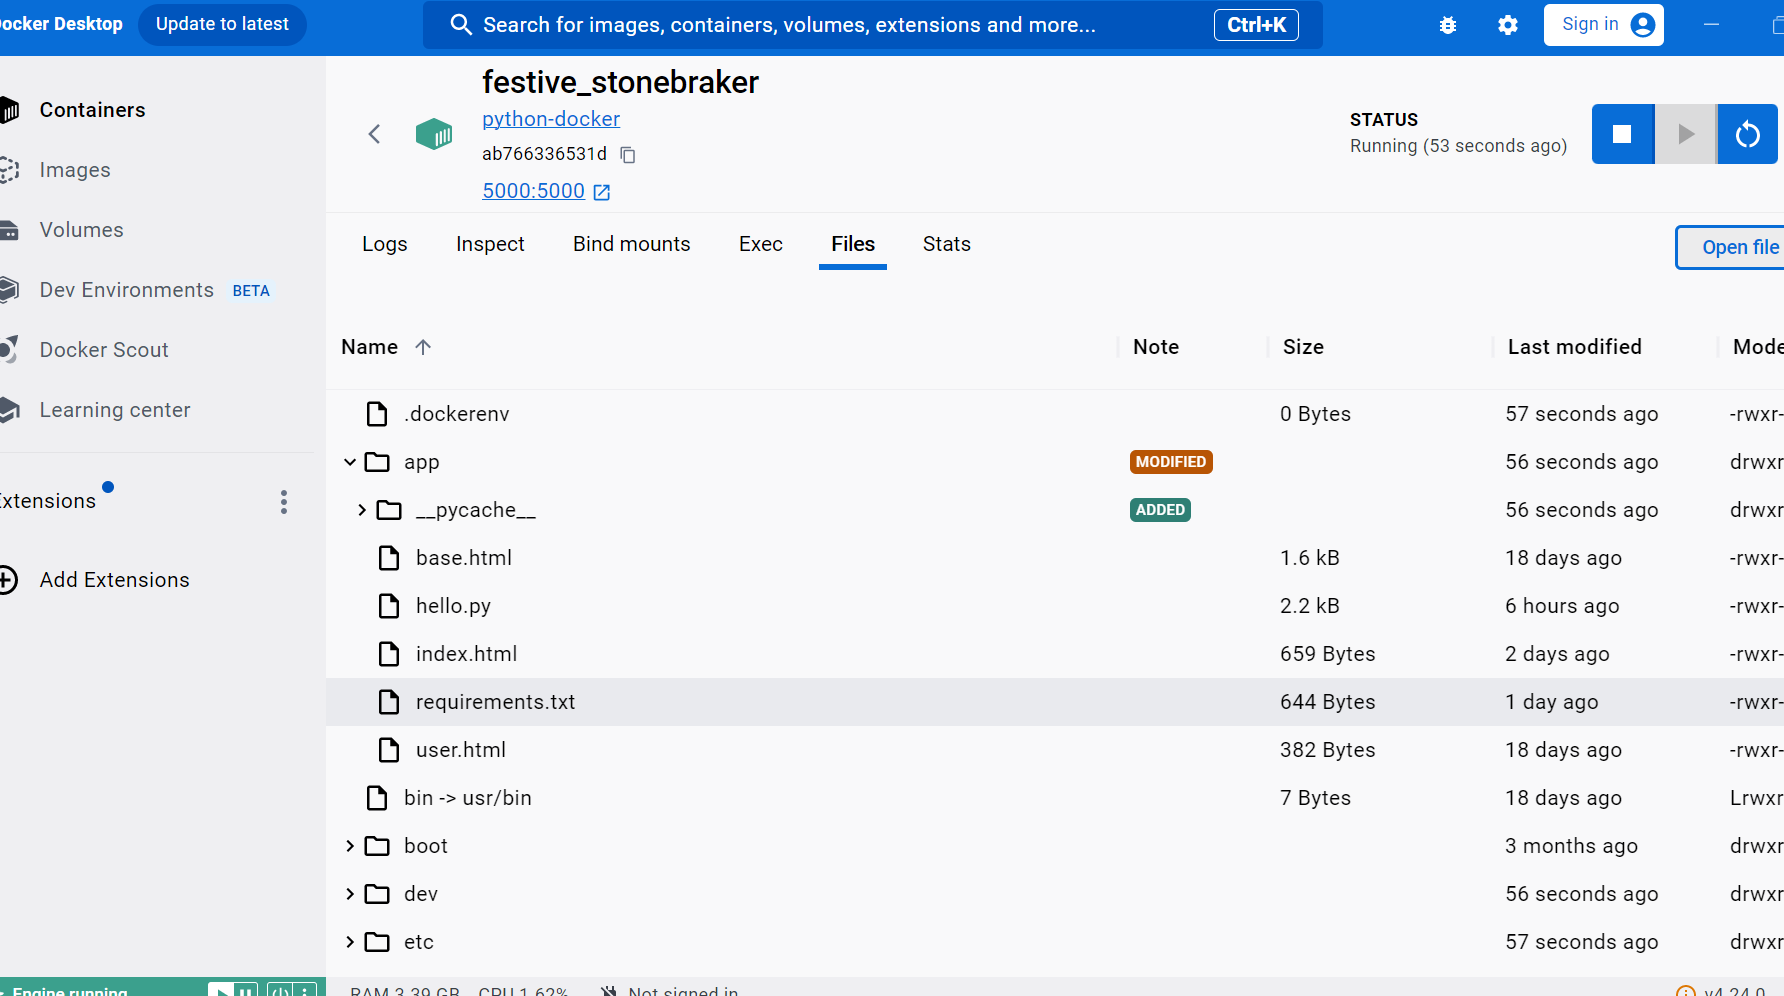 ocker Desktop
Update to latest
Search for images, containers, volumes, extensions and more...
Ctrl+K
Sign in
Containers
Images
Volumes
Dev Environments BETA
Docker Scout
Learning center
Extensions
Add Extensions
festive_stonebraker
python-docker
ab766336531d
5000:5000
STATUS
Running (53 seconds ago)
Logs Inspect Bind mounts Exec Files Stats
Open file
Name Note Size Last modified Mode
.dockerenv 0 Bytes 57 seconds ago -rwxr-
app MODIFIED 56 seconds ago drwxr
__pycache__ ADDED 56 seconds ago drwxr
base.html 1.6 kB 18 days ago -rwxr-
hello.py 2.2 kB 6 hours ago -rwxr-
index.html 659 Bytes 2 days ago -rwxr-
requirements.txt 644 Bytes 1 day ago -rwxr-
user.html 382 Bytes 18 days ago -rwxr-
bin -> usr/bin 7 Bytes 18 days ago Lrwxr
boot 3 months ago drwxr
dev 56 seconds ago drwxr
etc 57 seconds ago drwxr
Engine running
RAM 3.39 GB CPU 1.62% Not signed in
v4.24.0